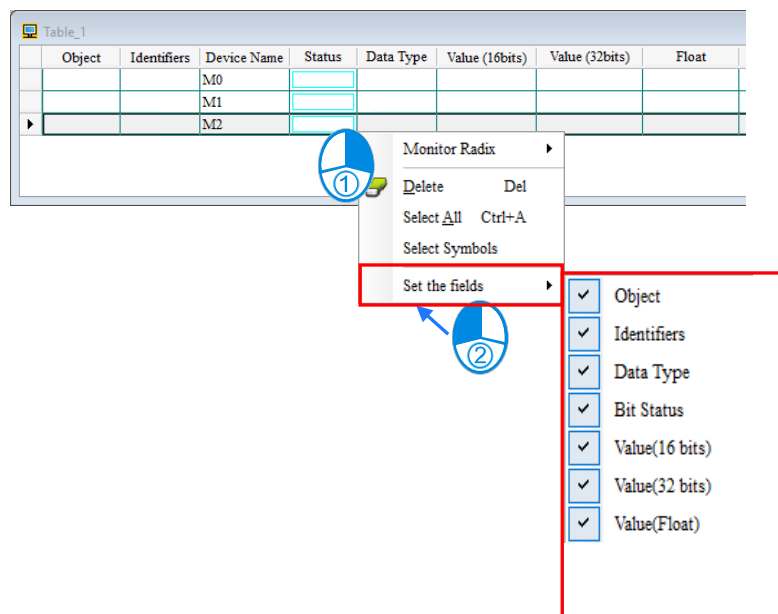 Table_1
Object Identifiers Device Name Status Data Type Value (16bits) Value (32bits) Float
M0
M1
M2
Monitor Radix
①
Delete Del
Select All Ctrl+A
Select Symbols
Set the fields
②
Object
Identifiers
Data Type
Bit Status
Value(16 bits)
Value(32 bits)
Value(Float)